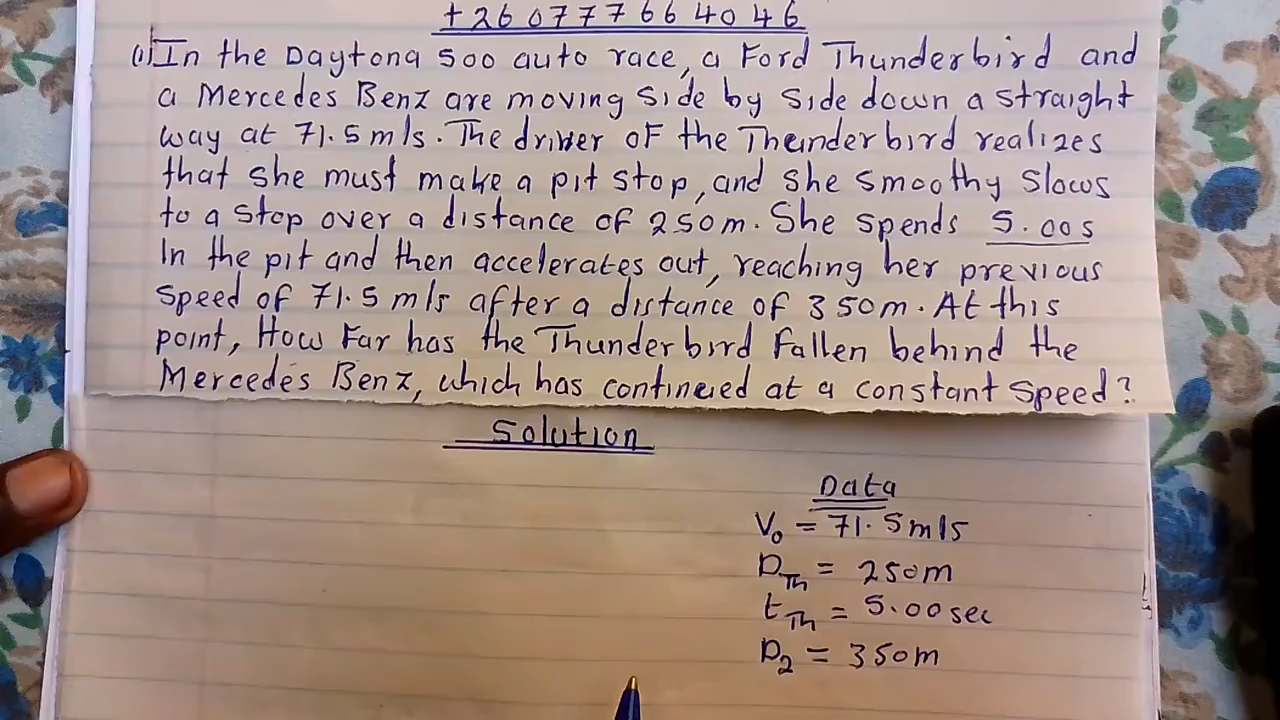 +260777664046
(1) In the Daytona 500 auto race, a Ford Thunderbird and
a Mercedes Benz are moving side by side down a straight
way at 71.5 m/s. The driver of the Thunderbird realizes
that she must make a pit stop, and she smoothy slows
to a stop over a distance of 250m. She spends 5.00s
In the pit and then accelerates out, reaching her previous
speed of 71.5 m/s after a distance of 350m. At this
point, How Far has the Thunderbird Fallen behind the
Mercedes Benz, which has continued at a constant speed?
Solution
Data
V₀ = 71.5m/s
D_Th = 250m
t_Th = 5.00sec
D₂ = 350m